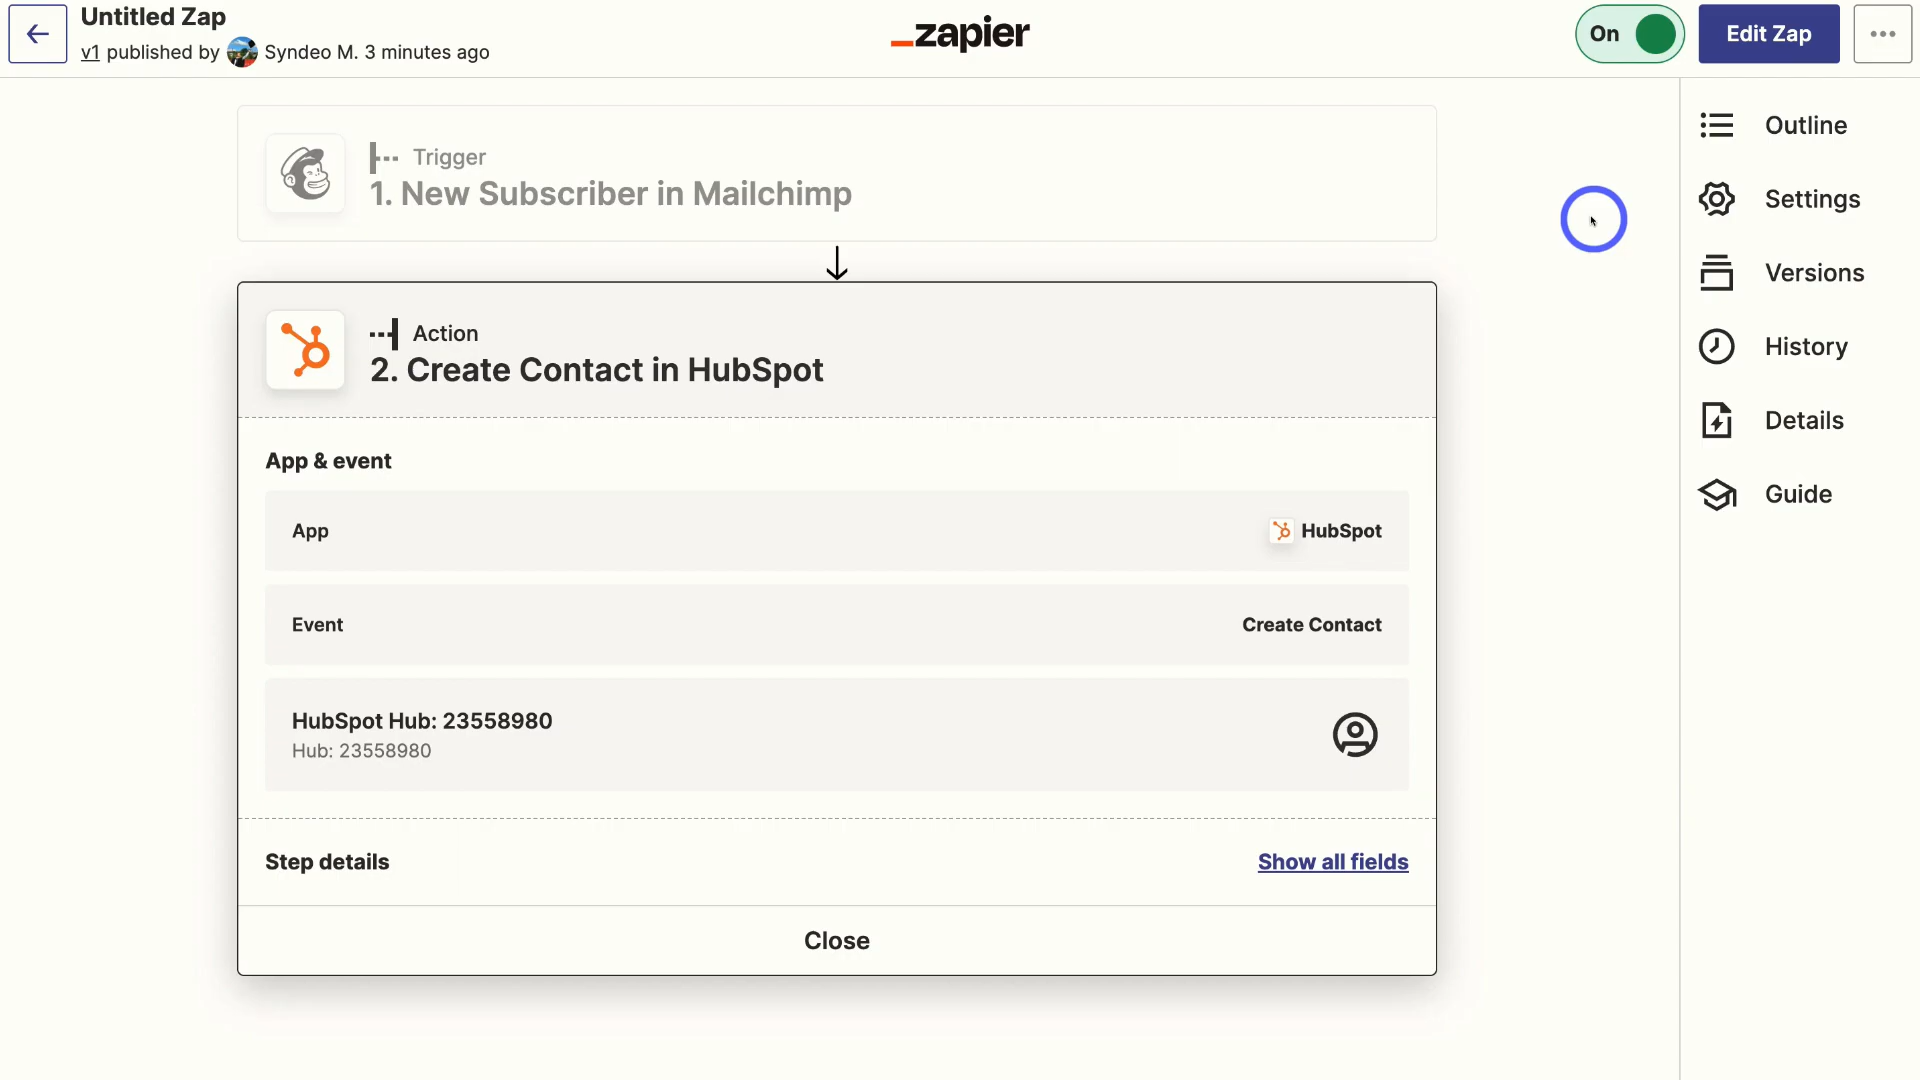 Untitled Zap
v1 published by Syndeo M. 3 minutes ago
zapier
On
Edit Zap
Trigger
1. New Subscriber in Mailchimp
Action
2. Create Contact in HubSpot
App & event
App
HubSpot
Event
Create Contact
HubSpot Hub: 23558980
Hub: 23558980
Step details
Show all fields
Close
Outline
Settings
Versions
History
Details
Guide